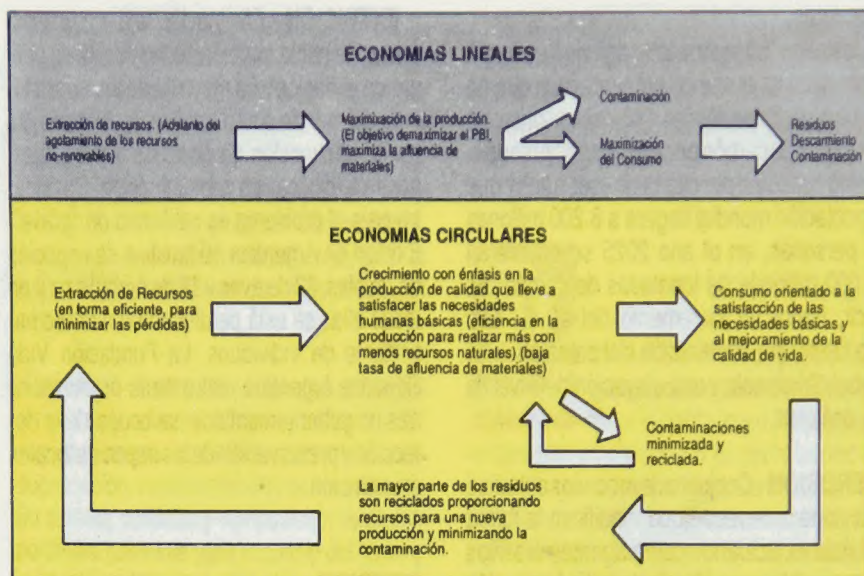 ECONOMIAS LINEALES
Extracción de recursos. (Adelanto del
agotamiento de los recursos
no-renovables)
Maximixación de la producción.
(El objetivo demaximizar el PBI,
maximiza la afluencia de
materiales)
Contaminación
Maximización
del Consumo
Residuos
Descarmiento
Contaminación
ECONOMIAS CIRCULARES
Extracción de Recursos
(en forma eficiente, para
minimizar las pérdidas)
Crecimiento con énfasis en la
producción de calidad que lleve a
satisfacer las necesidades
humanas básicas (eficiencia en la
producción para realizar más con
menos recursos naturales) (baja
tasa de afluencia de materiales)
Consumo orientado a la
satisfacción de las
necesidades básicas y
al mejoramiento de la
calidad de vida.
Contaminaciones
minimizada y
reciclada.
La mayor parte de los residuos
son reciclados proporcionando
recursos para una nueva
producción y minimizando la
contaminación.